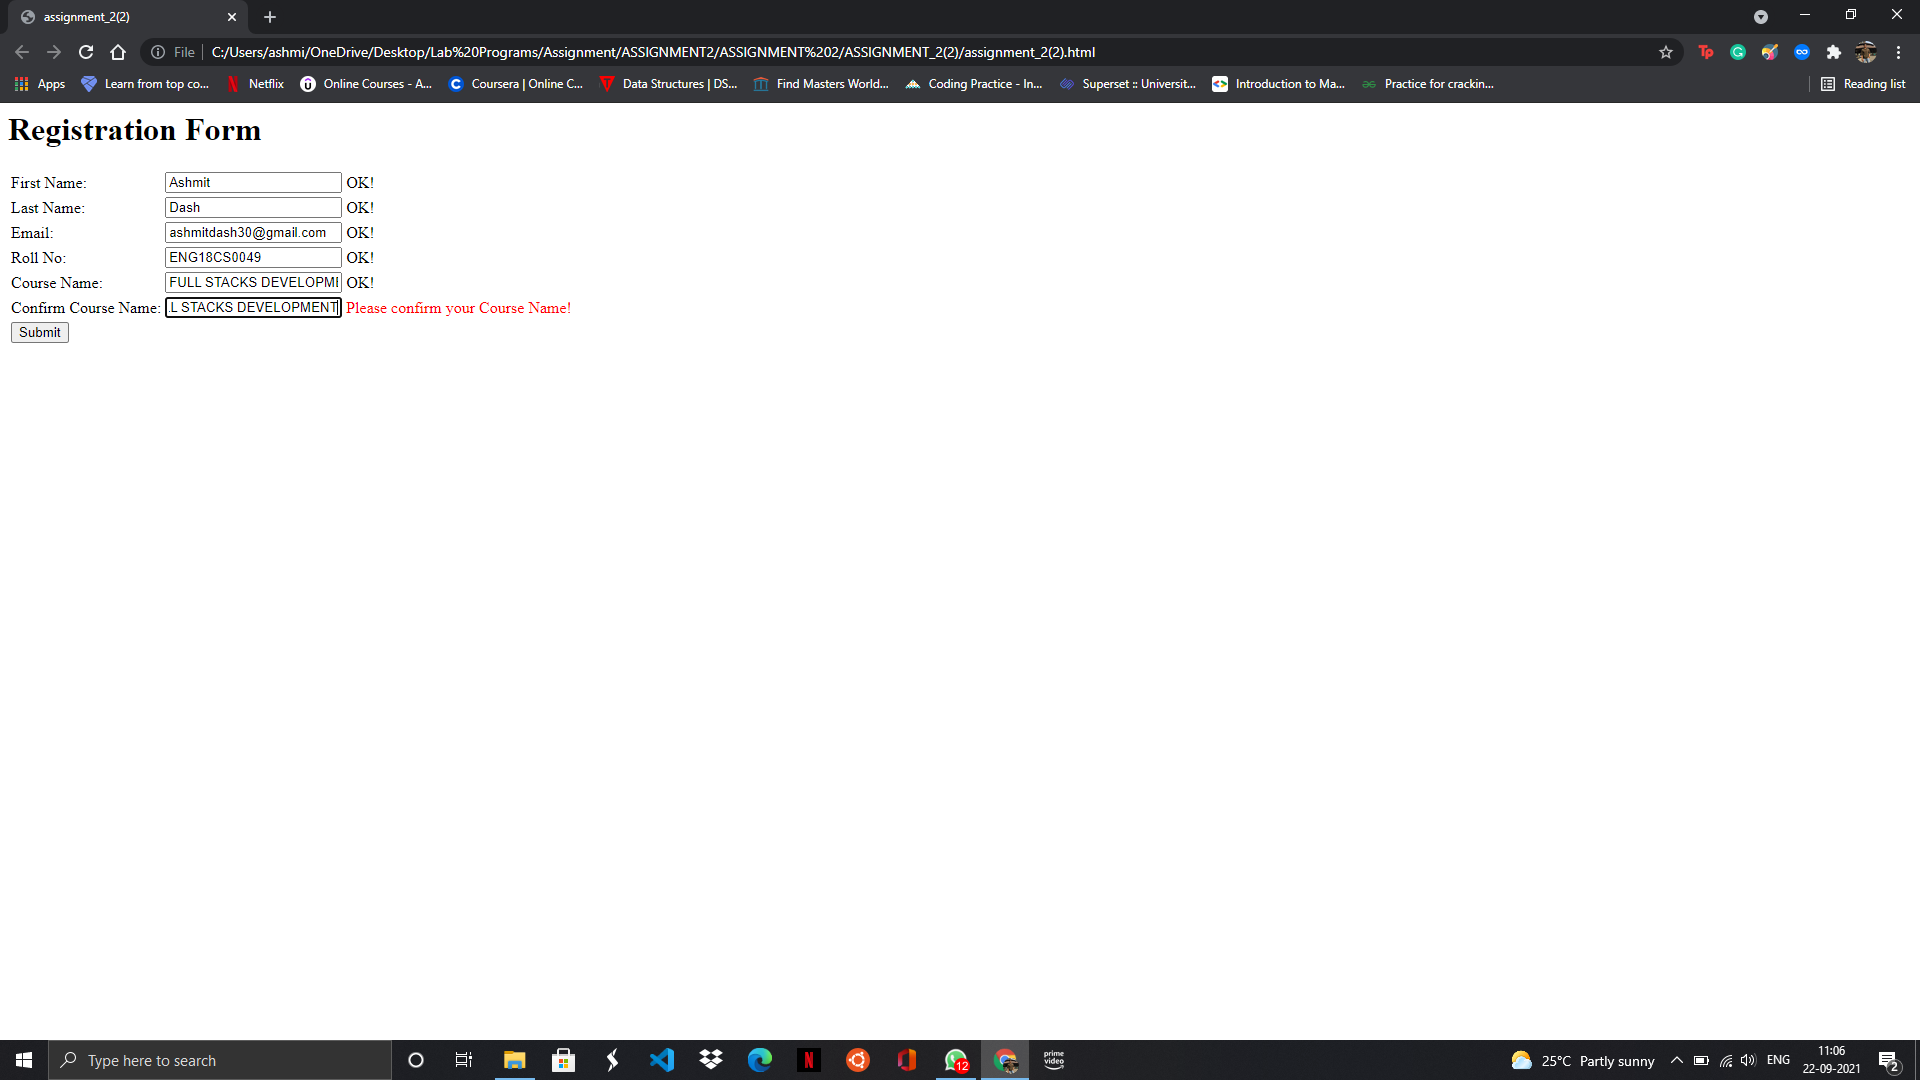 assignment_2(2)
File C:/Users/ashmi/OneDrive/Desktop/Lab%20Programs/Assignment/ASSIGNMENT2/ASSIGNMENT%202/ASSIGNMENT_2(2)/assignment_2(2).html
Apps Learn from top co... Netflix Online Courses - A... Coursera | Online C... Data Structures | DS... Find Masters World... Coding Practice - In... Superset :: Universit... Introduction to Ma... Practice for crackin... Reading list
Registration Form
First Name: Ashmit OK!
Last Name: Dash OK!
Email: ashmitdash30@gmail.com OK!
Roll No: ENG18CS0049 OK!
Course Name: FULL STACKS DEVELOPM OK!
Confirm Course Name: L STACKS DEVELOPMENT Please confirm your Course Name!
Submit
Type here to search
12
prime video
25°C Partly sunny
ENG
11:06
22-09-2021
2